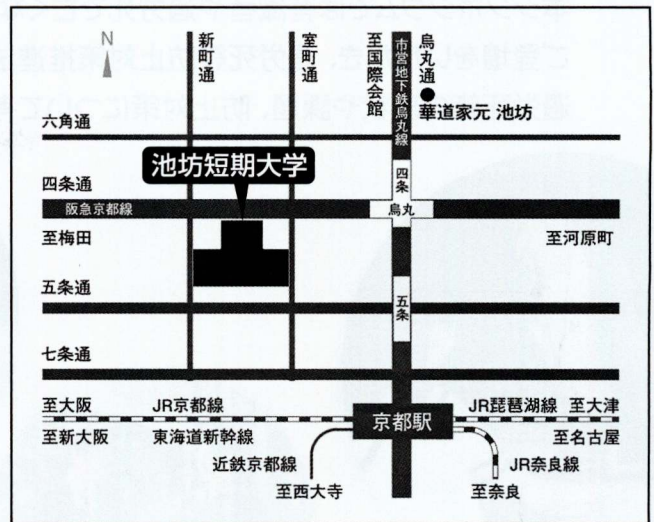 N
新町通
室町通
至国際会館
市営地下鉄烏丸線
烏丸通
華道家元 池坊
六角通
池坊短期大学
四条通
四条
阪急京都線
烏丸
至梅田
至河原町
五条通
五条
七条通
至大阪
JR京都線
JR琵琶湖線
至大津
京都駅
至新大阪
東海道新幹線
至名古屋
近鉄京都線
JR奈良線
至西大寺
至奈良